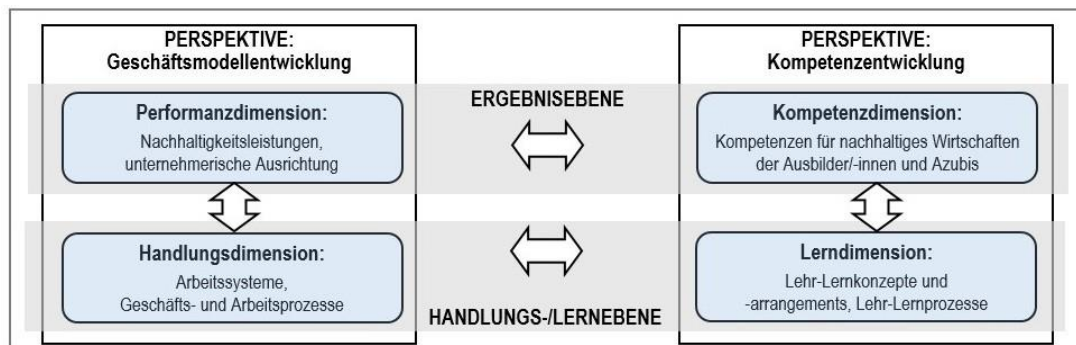 PERSPEKTIVE:
Geschäftsmodellentwicklung
PERSPEKTIVE:
Kompetenzentwicklung
ERGEBNISEBENE
Performanzdimension:
Nachhaltigkeitsleistungen,
unternehmerische Ausrichtung
Kompetenzdimension:
Kompetenzen für nachhaltiges Wirtschaften
der Ausbilder/-innen und Azubis
Handlungsdimension:
Arbeitssysteme,
Geschäfts- und Arbeitsprozesse
Lerndimension:
Lehr-Lernkonzepte und
-arrangements, Lehr-Lernprozesse
HANDLUNGS-/LERNEBENE